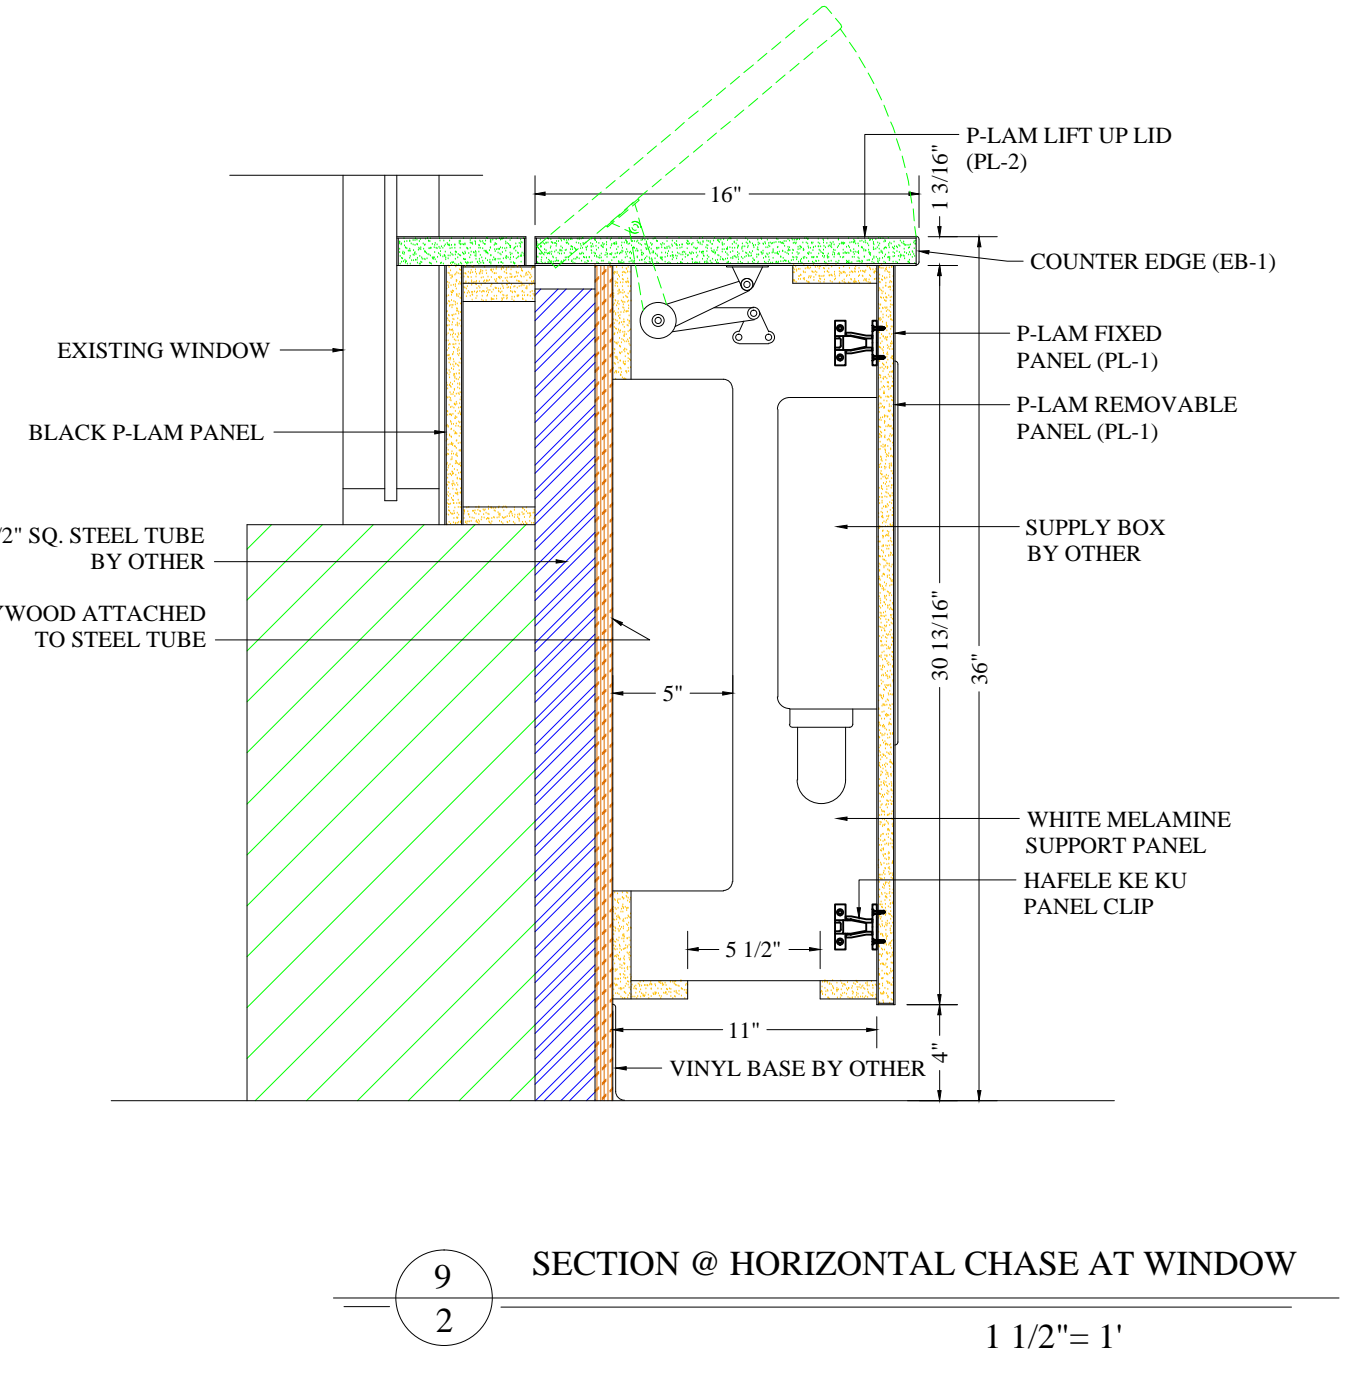 P-LAM LIFT UP LID
(PL-2)
1 3/16"
16"
COUNTER EDGE (EB-1)
EXISTING WINDOW
P-LAM FIXED
PANEL (PL-1)
BLACK P-LAM PANEL
P-LAM REMOVABLE
PANEL (PL-1)
/2" SQ. STEEL TUBE
BY OTHER
SUPPLY BOX
BY OTHER
YWOOD ATTACHED
TO STEEL TUBE
30 13/16"
36"
5"
WHITE MELAMINE
SUPPORT PANEL
HAFELE KE KU
PANEL CLIP
5 1/2"
11"
4"
VINYL BASE BY OTHER
9
2
SECTION @ HORIZONTAL CHASE AT WINDOW
1 1/2"= 1'